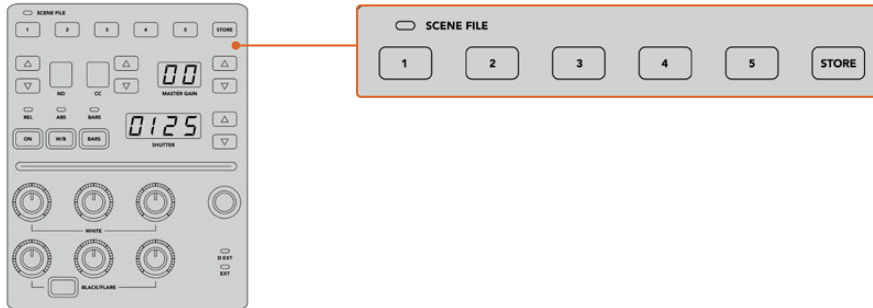 SCENE FILE
1 2 3 4 5 STORE
ND CC MASTER GAIN
00
REL ABS BARS
ON W/B BARS
0125
SHUTTER
WHITE
D EXT
EXT
BLACK/FLARE
SCENE FILE
1 2 3 4 5 STORE